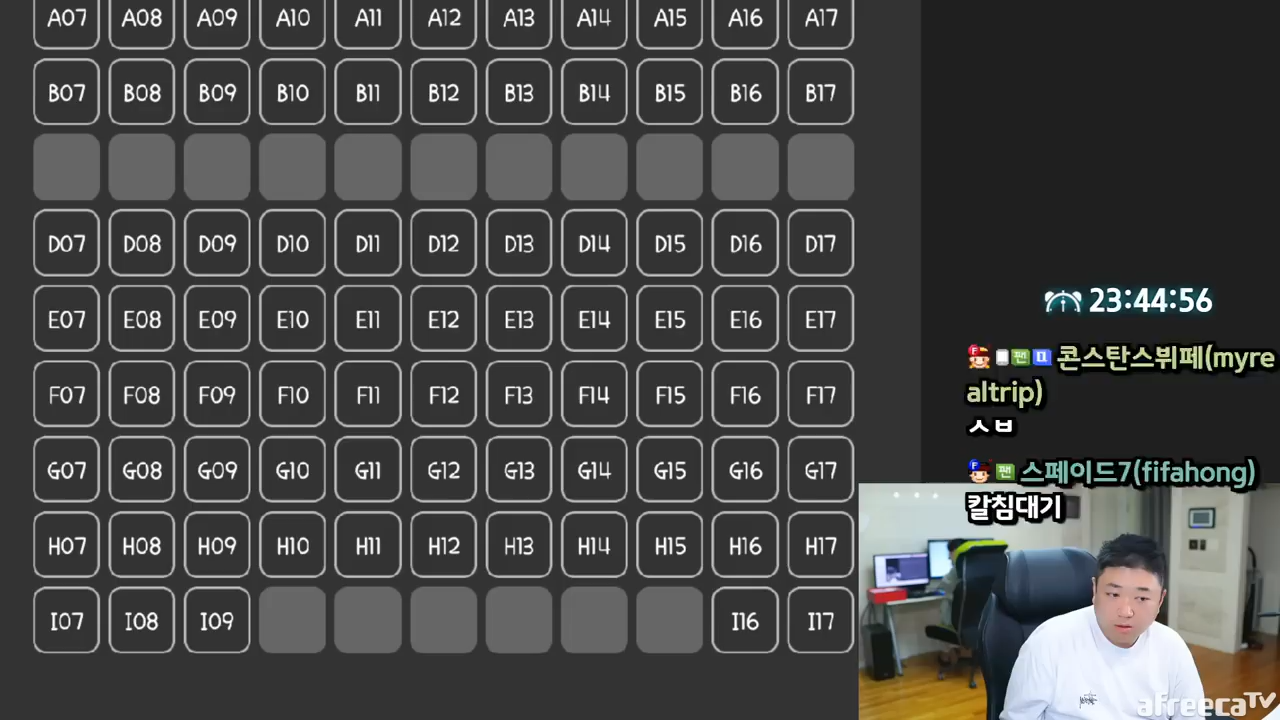 A07 A08 A09 A10 A11 A12 A13 A14 A15 A16 A17
B07 B08 B09 B10 B11 B12 B13 B14 B15 B16 B17
D07 D08 D09 D10 D11 D12 D13 D14 D15 D16 D17
E07 E08 E09 E10 E11 E12 E13 E14 E15 E16 E17
F07 F08 F09 F10 F11 F12 F13 F14 F15 F16 F17
G07 G08 G09 G10 G11 G12 G13 G14 G15 G16 G17
H07 H08 H09 H10 H11 H12 H13 H14 H15 H16 H17
I07 I08 I09 I16 I17
23:44:56
콘스탄스뷔페(myre
altrip)
ㅅㅂ
팬 스페이드7(fifahong)
칼침대기
afreecaTV